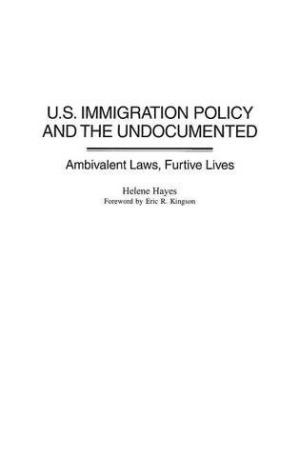 U.S. IMMIGRATION POLICY
AND THE UNDOCUMENTED
Ambivalent Laws, Furtive Lives
Helene Hayes
Foreword by Eric R. Kingson